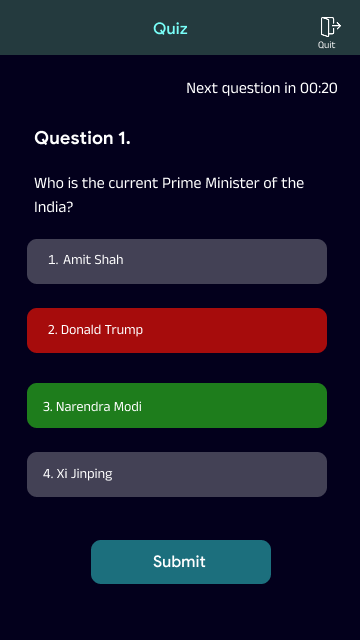 Quiz
Quit
Next question in 00:20
Question 1.
Who is the current Prime Minister of the
India?
1. Amit Shah
2. Donald Trump
3. Narendra Modi
4. Xi Jinping
Submit